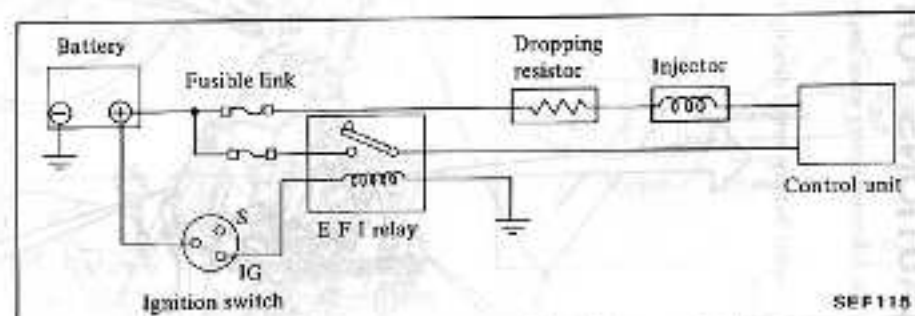 Battery
Fusible link
Dropping
resistor
Injector
Control unit
E F I relay
S
IG
Ignition switch
SEF118